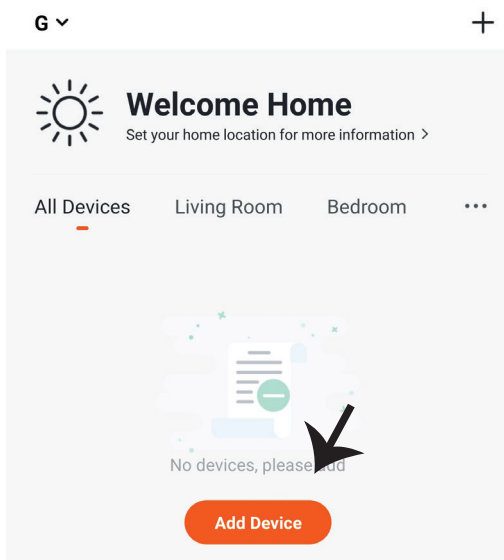 G
Welcome Home
Set your home location for more information >
All Devices Living Room Bedroom ...
No devices, please add
Add Device